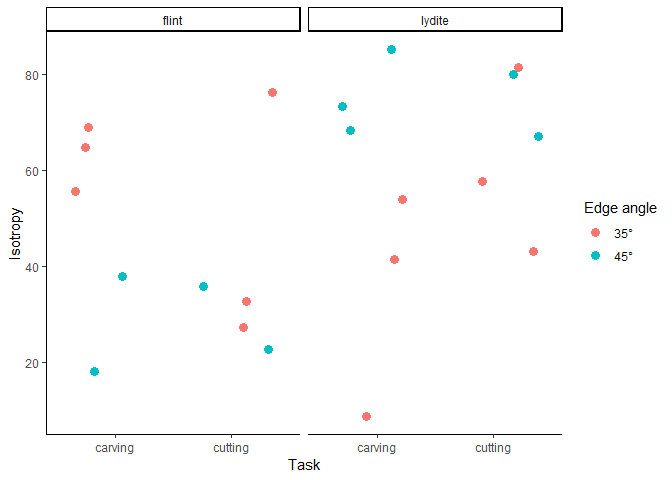 flint
lydite
80
60
40
20
Isotropy
carving
cutting
carving
cutting
Task
Edge angle
35°
45°